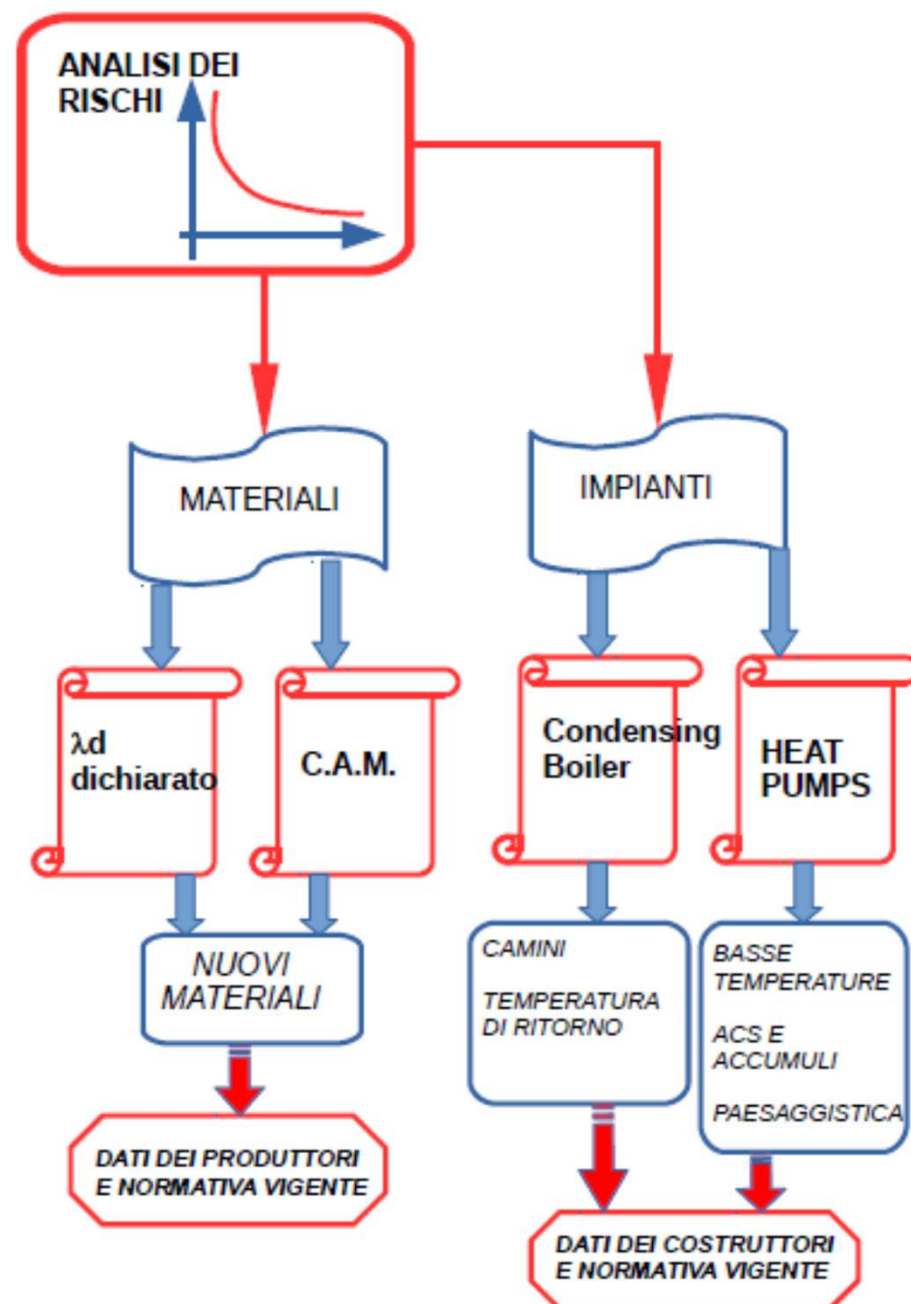 ANALISI DEI
RISCHI
MATERIALI
IMPIANTI
λd
dichiarato
C.A.M.
Condensing
Boiler
HEAT
PUMPS
NUOVI
MATERIALI
CAMINI
TEMPERATURA
DI RITORNO
BASSE
TEMPERATURE
ACS E
ACCUMULI
PAESAGGISTICA
DATI DEI PRODUTTORI
E NORMATIVA VIGENTE
DATI DEI COSTRUTTORI
E NORMATIVA VIGENTE